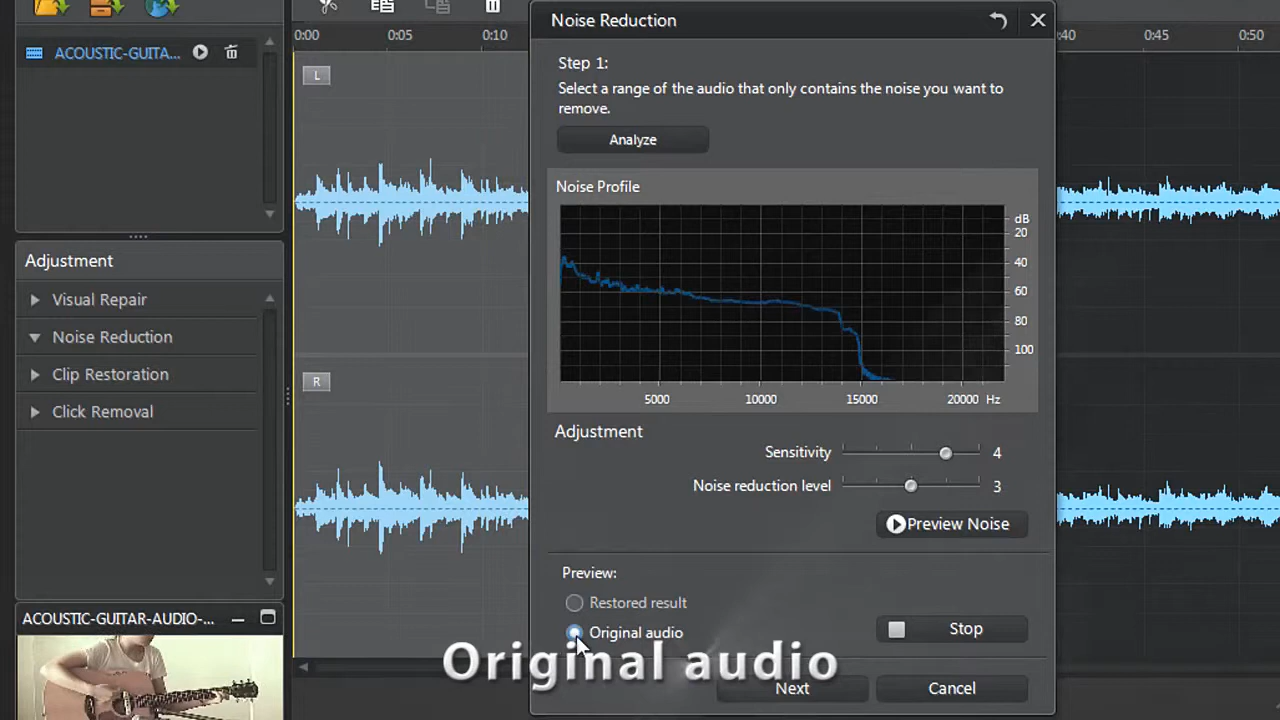 0:00
0:05
0:10
0:40
0:45
0:50
ACOUSTIC-GUITA...
L
R
Adjustment
Visual Repair
Noise Reduction
Clip Restoration
Click Removal
ACOUSTIC-GUITAR-AUDIO-...
Noise Reduction
Step 1:
Select a range of the audio that only contains the noise you want to
remove.
Analyze
Noise Profile
dB
20
40
60
80
100
5000 10000 15000 20000 Hz
Adjustment
Sensitivity 4
Noise reduction level 3
Preview Noise
Preview:
Restored result
Original audio
Stop
Original audio
Next
Cancel